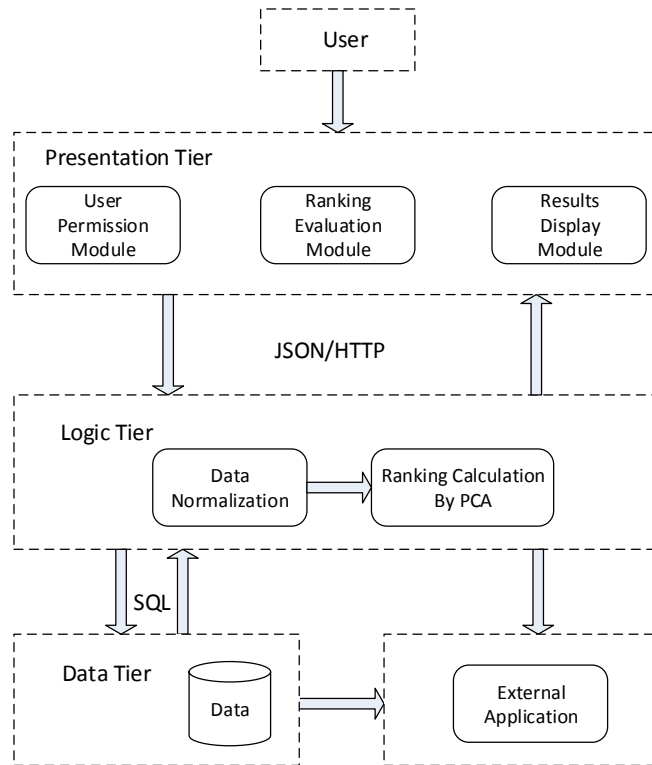 User
Presentation Tier
User
Permission
Module
Ranking
Evaluation
Module
Results
Display
Module
JSON/HTTP
Logic Tier
Data
Normalization
Ranking Calculation
By PCA
SQL
Data Tier
Data
External
Application